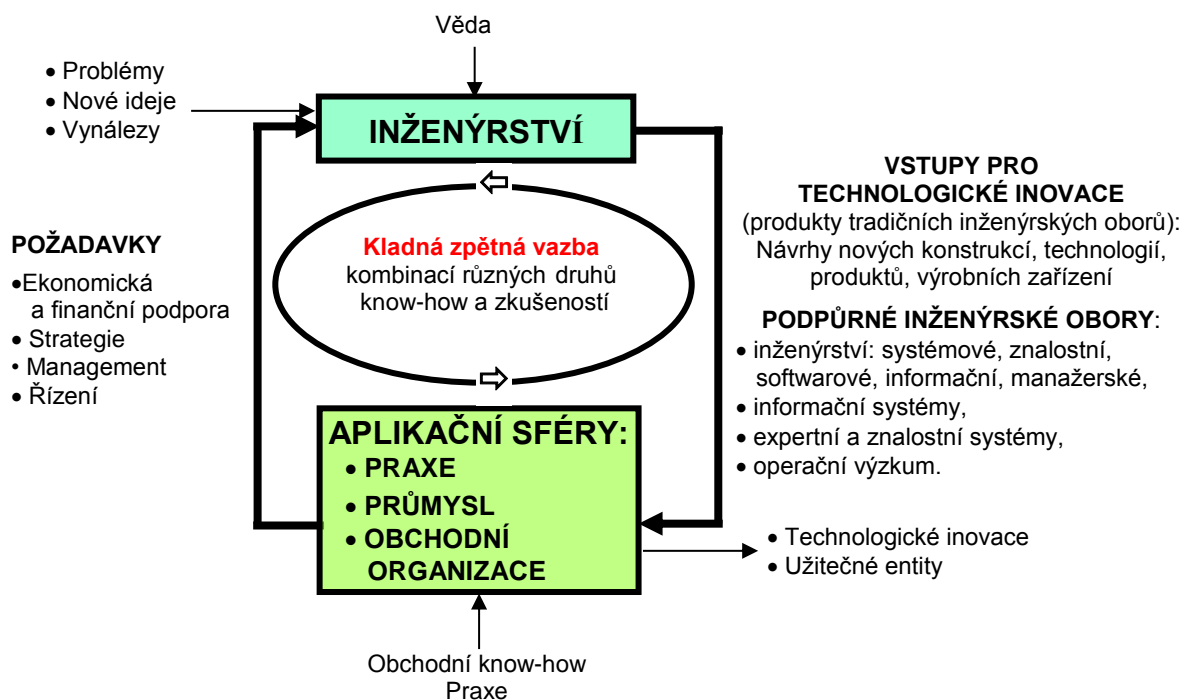 Věda
• Problémy
• Nové ideje
• Vynálezy
INŽENÝRSTVÍ
Kladná zpětná vazba
kombinací různých druhů
know-how a zkušeností
POŽADAVKY
•Ekonomická
a finanční podpora
• Strategie
• Management
• Řízení
VSTUPY PRO
TECHNOLOGICKÉ INOVACE
(produkty tradičních inženýrských oborů):
Návrhy nových konstrukcí, technologií,
produktů, výrobních zařízení
PODPŮRNÉ INŽENÝRSKÉ OBORY:
• inženýrství: systémové, znalostní,
softwarové, informační, manažerské,
• informační systémy,
• expertní a znalostní systémy,
• operační výzkum.
APLIKAČNÍ SFÉRY:
• PRAXE
• PRŮMYSL
• OBCHODNÍ
ORGANIZACE
• Technologické inovace
• Užitečné entity
Obchodní know-how
Praxe